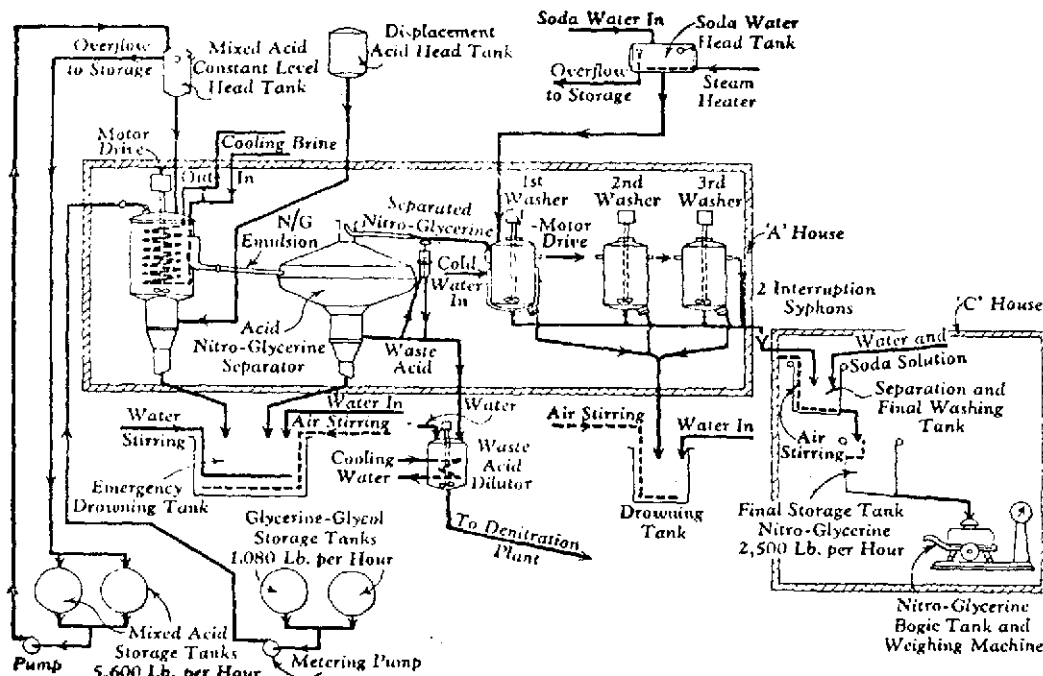 Overflow
to Storage
Mixed Acid
Constant Level
Head Tank
Displacement
Acid Head Tank
Soda Water In
Soda Water
Head Tank
Overflow
to Storage
Steam
Heater
Motor
Drive
Cooling Brine
Out
In
N/G
Emulsion
Separated
Nitro-Glycerine
1st
Washer
2nd
Washer
3rd
Washer
Motor
Drive
'A' House
Cold
Water
In
2 Interruption
Syphons
'C' House
Acid
Nitro-Glycerine
Separator
Waste
Acid
Water and
Soda Solution
Separation and
Final Washing
Tank
Air
Stirring
Water
Stirring
Water In
Air Stirring
Water
Air Stirring
Water In
Cooling
Water
Waste
Acid
Dilutor
Emergency
Drowning Tank
Drowning
Tank
Final Storage Tank
Nitro-Glycerine
2,500 Lb. per Hour
To Denitration
Plant
Glycerine-Glycol
Storage Tanks
1,080 Lb. per Hour
Nitro-Glycerine
Bogie Tank and
Weighing Machine
Pump
Mixed Acid
Storage Tanks
5,600 Lb. per Hour
Metering Pump